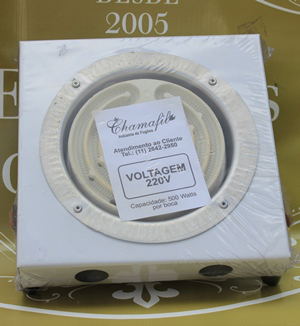 DESDE
2005
Chamafil
Indústria de Fogões
Atendimento ao Cliente
Tel.: (11) 2642-2950
VOLTAGEM
220V
Capacidade: 500 Watts
por boca